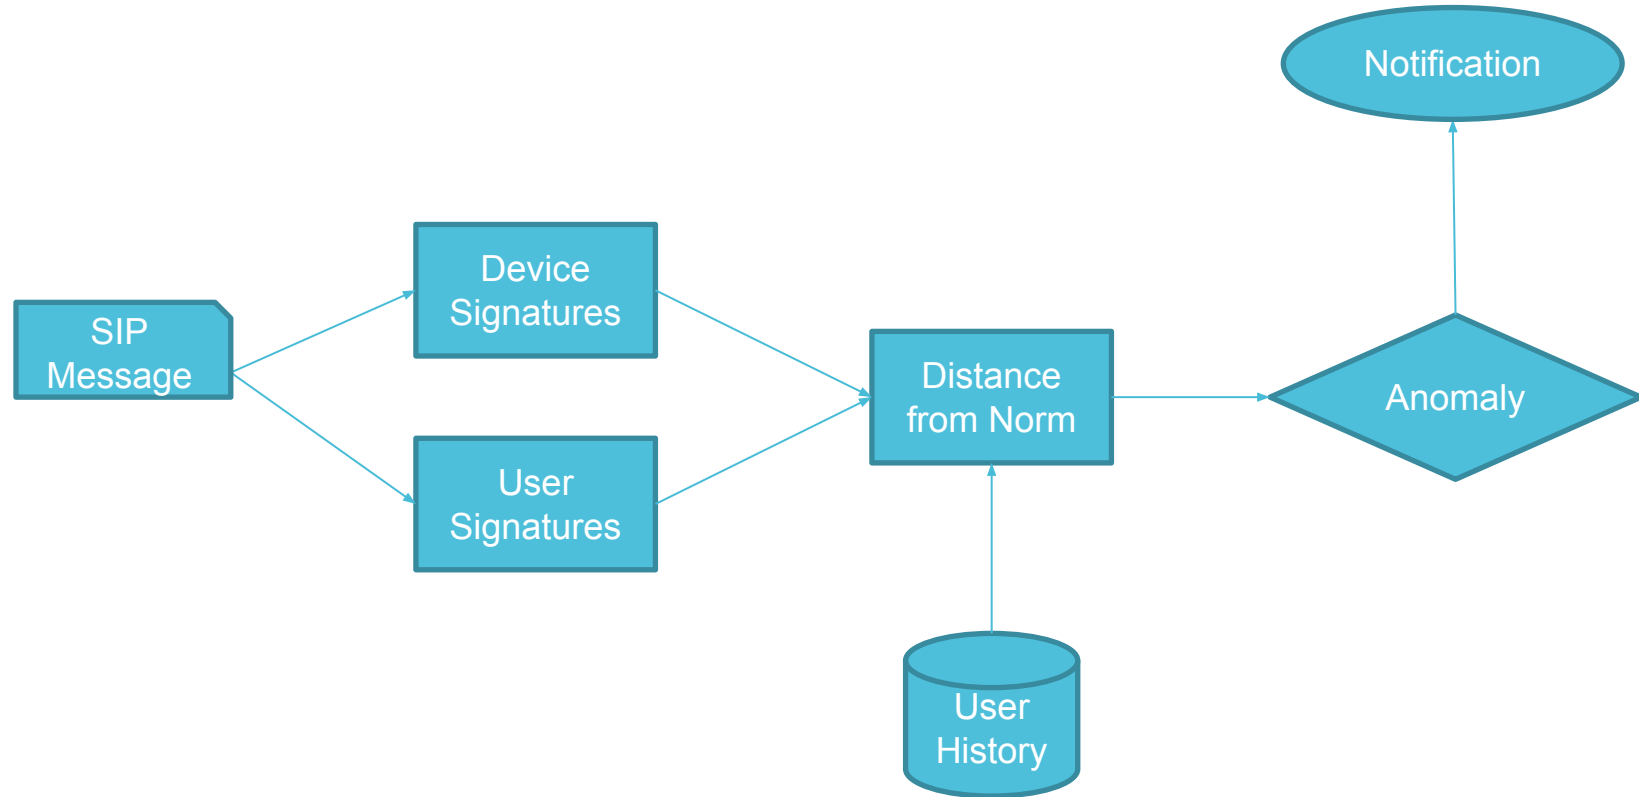 SIP
Message
Device
Signatures
User
Signatures
Distance
from Norm
User
History
Anomaly
Notification